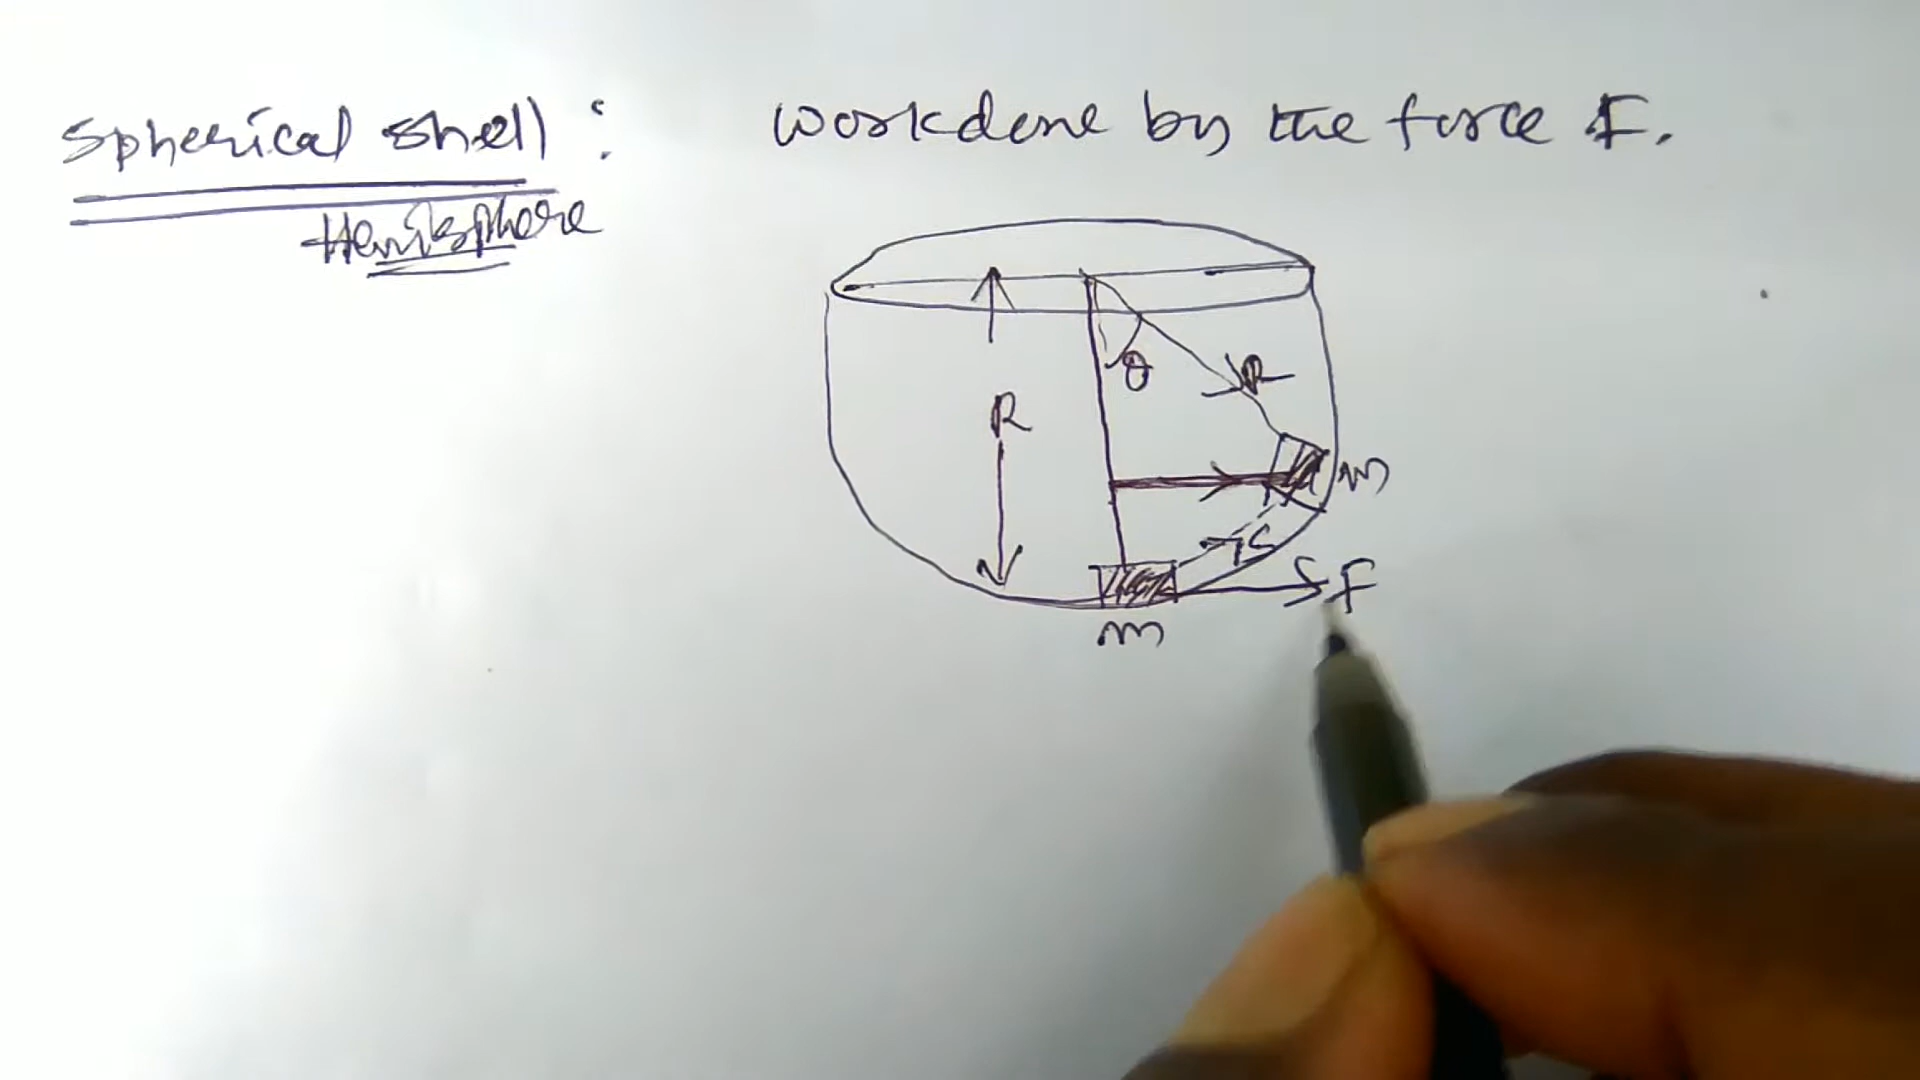 Spherical shell : Workdone by the force F.
Hemisphere
θ
R
R
m
S
F
m